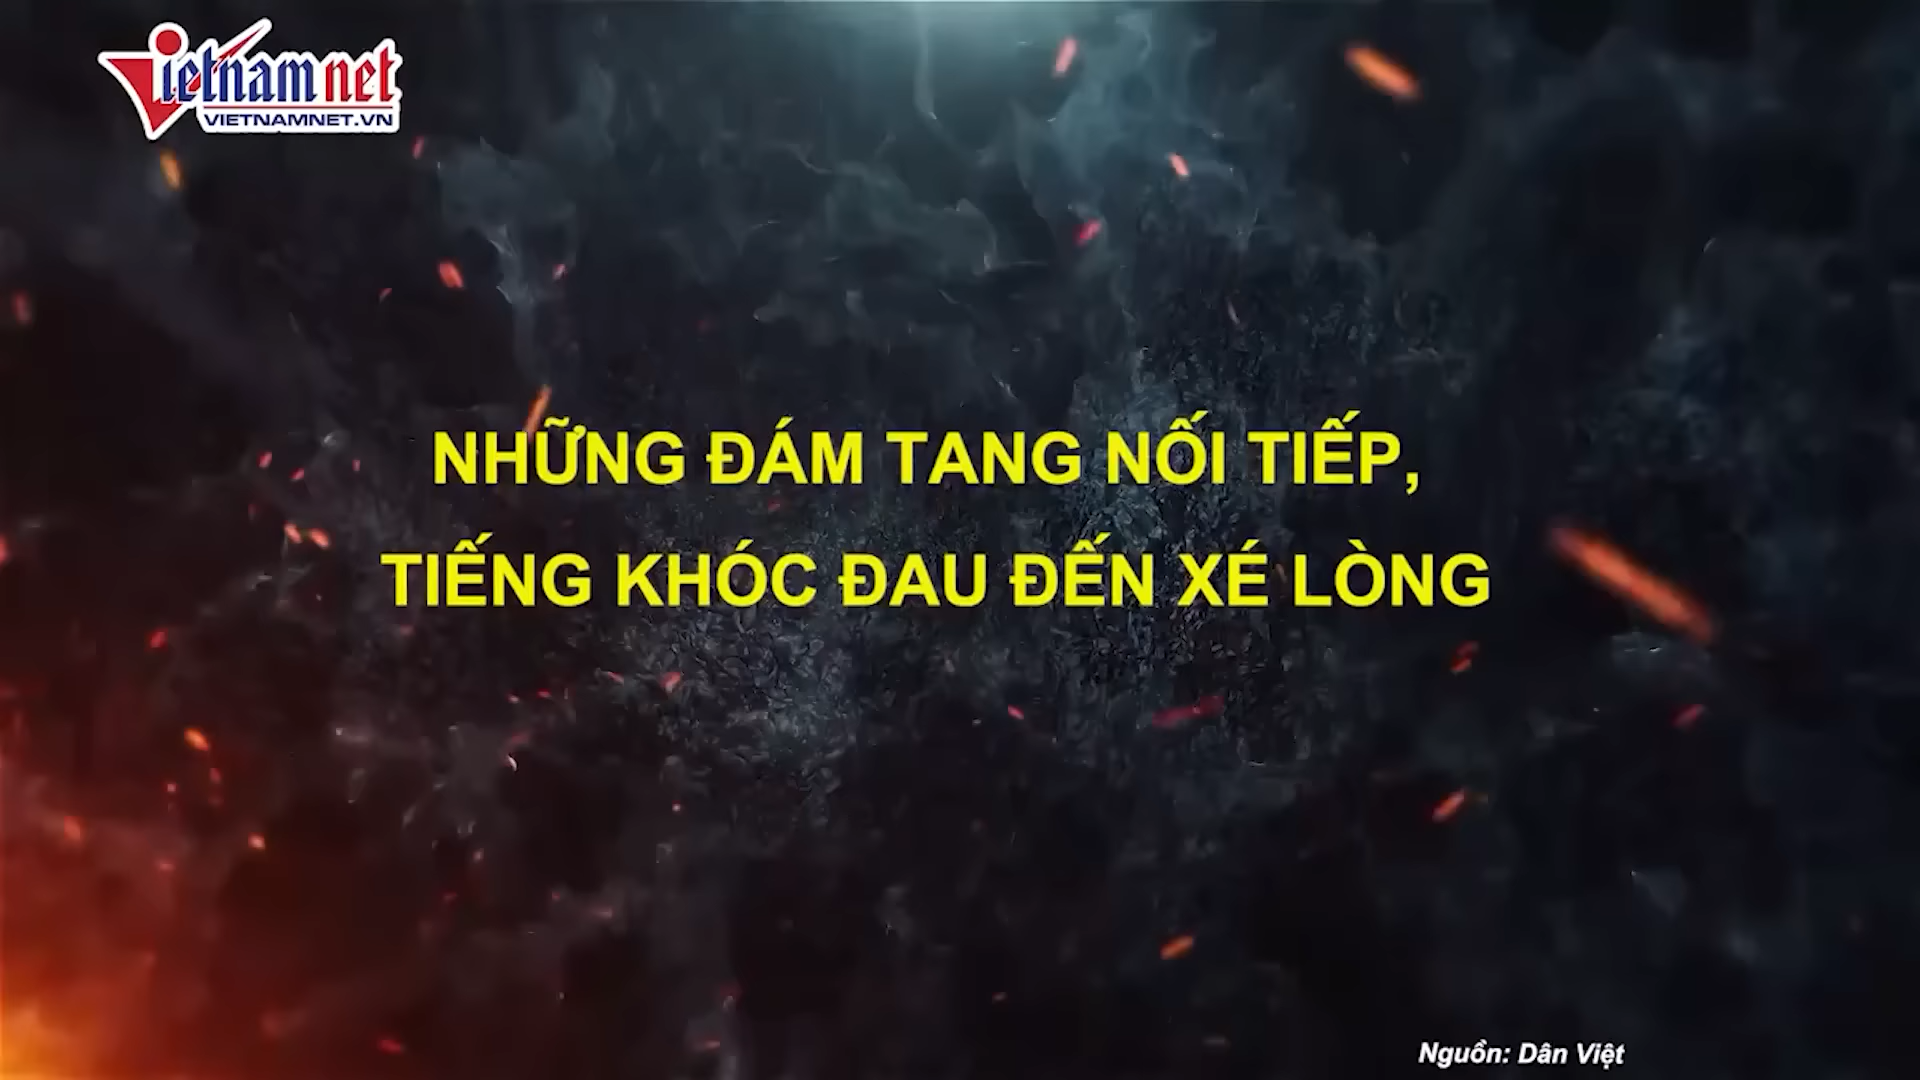 Vietnamnet
VIETNAMNET.VN
NHỮNG ĐÁM TANG NỐI TIẾP,
TIẾNG KHÓC ĐAU ĐẾN XÉ LÒNG
Nguồn: Dân Việt